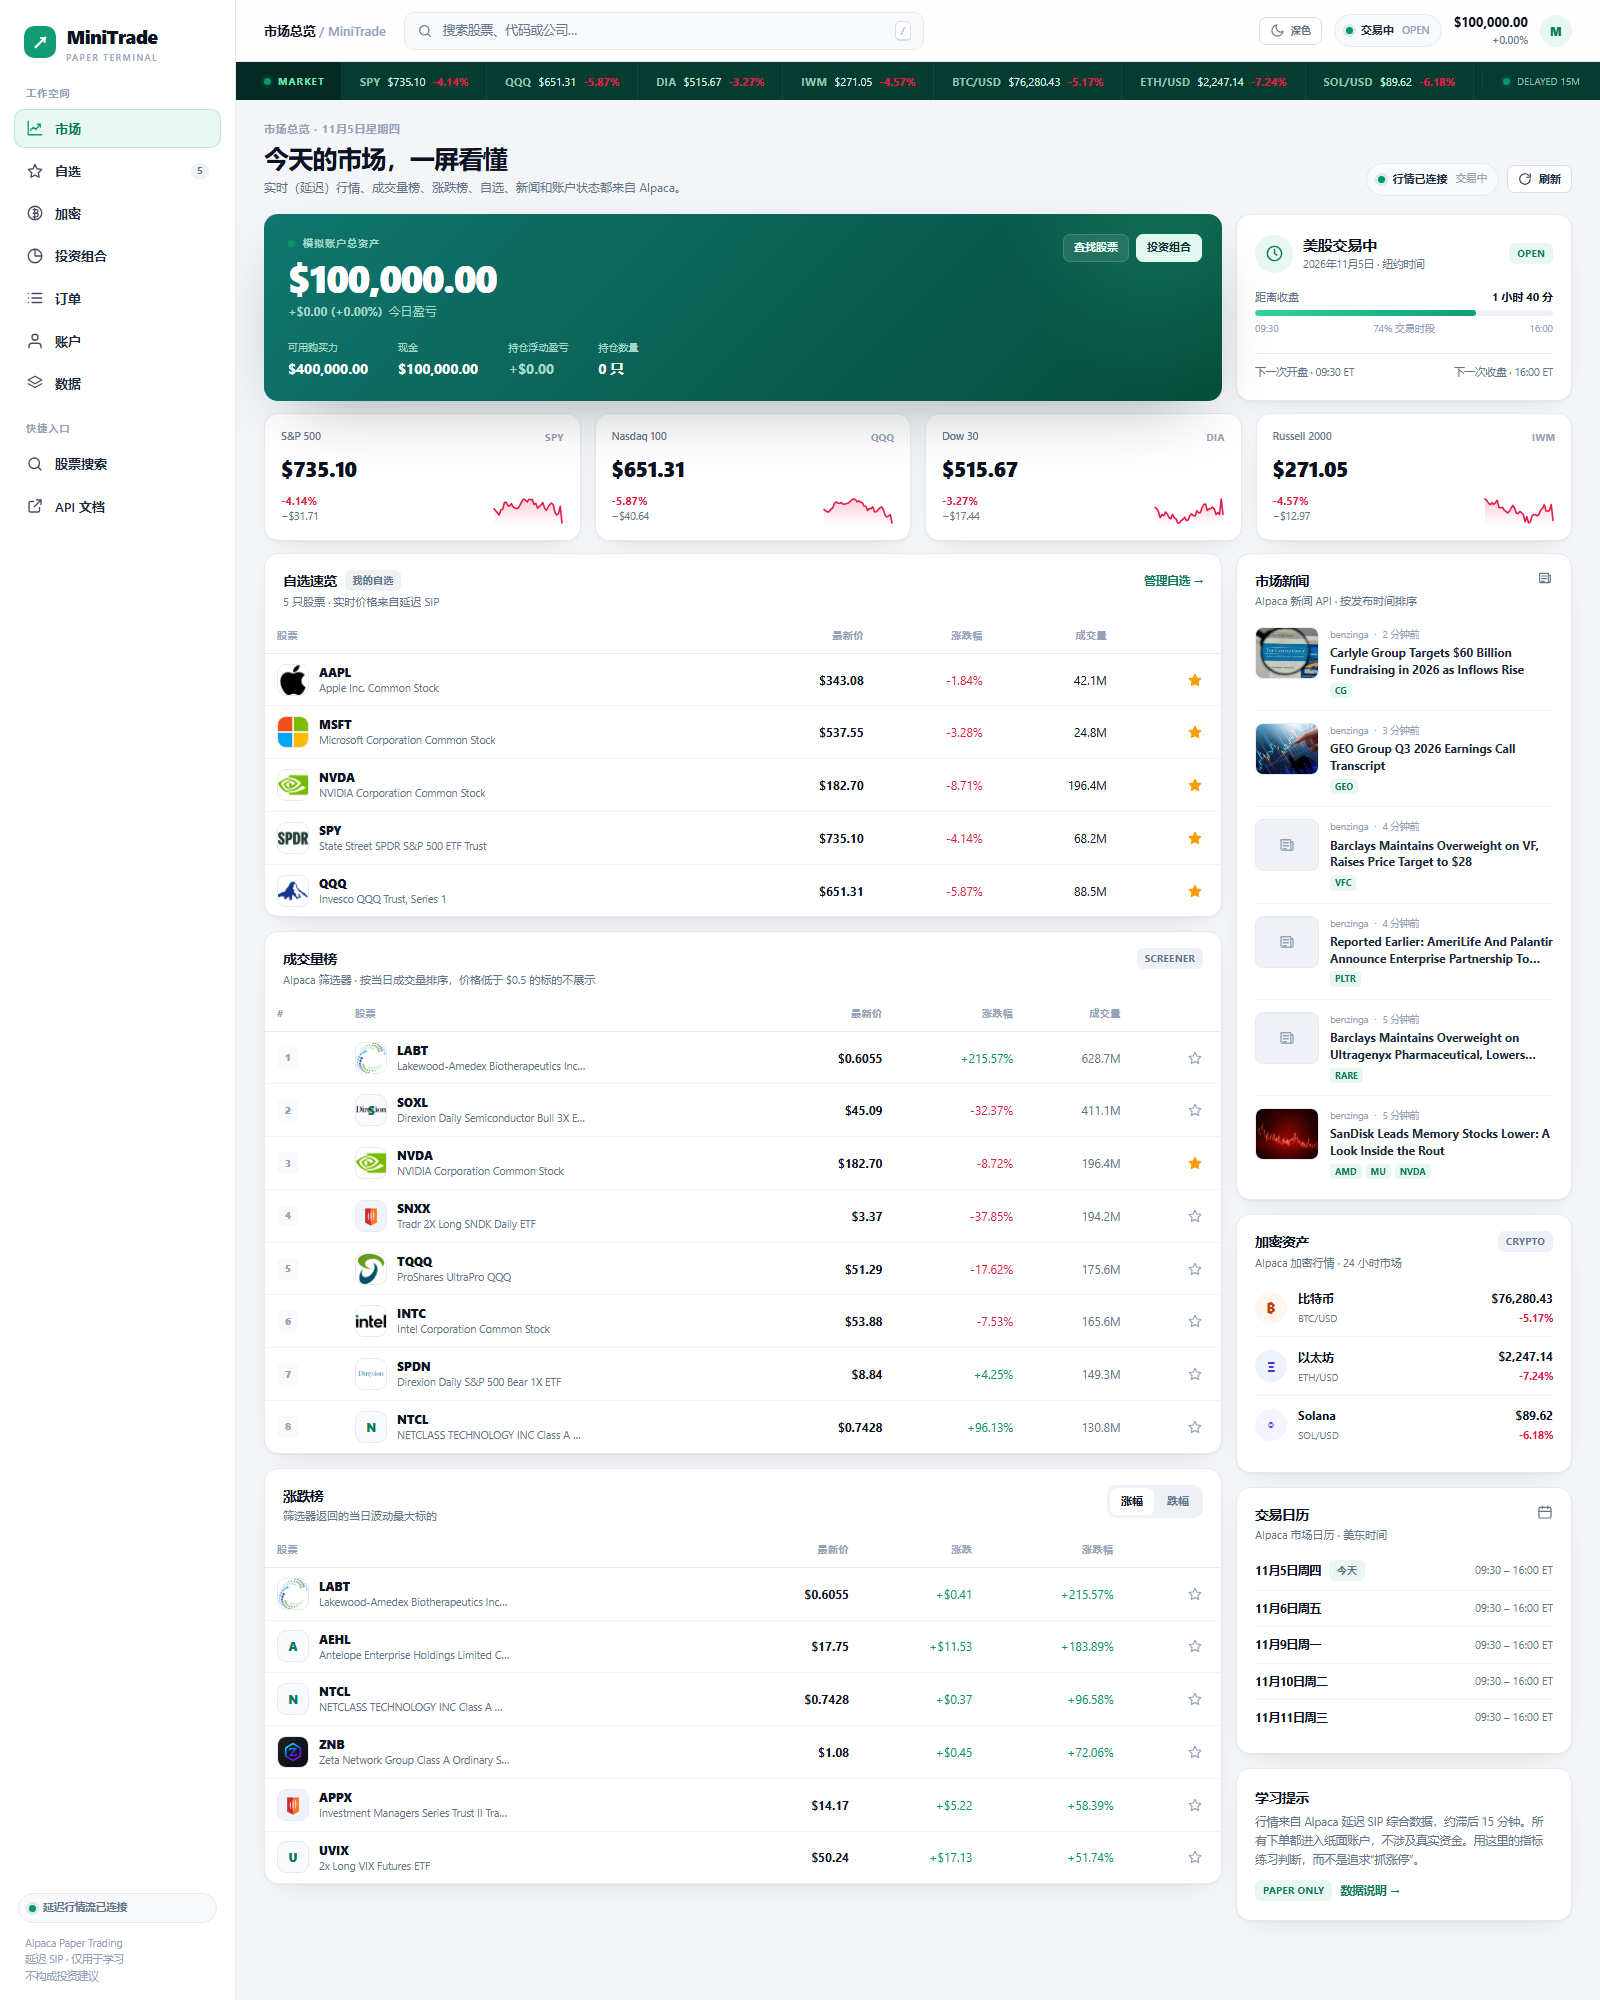 MiniTrade
PAPER TERMINAL
工作空间
市场
自选 5
加密
投资组合
订单
账户
数据
快捷入口
股票搜索
API 文档
延迟行情流已连接
Alpaca Paper Trading
延迟 SIP · 仅用于学习
不构成投资建议
市场总览 / MiniTrade
搜索股票、代码或公司... /
深色
交易中 OPEN
$100,000.00
+0.00%
M
MARKET
SPY $735.10 -4.14%
QQQ $651.31 -5.87%
DIA $515.67 -3.27%
IWM $271.05 -4.57%
BTC/USD $76,280.43 -5.17%
ETH/USD $2,247.14 -7.24%
SOL/USD $89.62 -6.18%
DELAYED 15M
市场总览 · 11月5日星期四
今天的市场，一屏看懂
实时（延迟）行情、成交量榜、涨跌榜、自选、新闻和账户状态都来自 Alpaca。
行情已连接 交易中
刷新
模拟账户总资产
$100,000.00
+$0.00 (+0.00%) 今日盈亏
查找股票
投资组合
可用购买力 现金 持仓浮动盈亏 持仓数量
$400,000.00 $100,000.00 +$0.00 0 只
美股交易中
2026年11月5日 · 纽约时间
OPEN
距离收盘 1 小时 40 分
09:30 74% 交易时段 16:00
下一次开盘 · 09:30 ET 下一次收盘 · 16:00 ET
S&P 500 SPY
$735.10
-4.14%
−$31.71
Nasdaq 100 QQQ
$651.31
-5.87%
−$40.64
Dow 30 DIA
$515.67
-3.27%
−$17.44
Russell 2000 IWM
$271.05
-4.57%
−$12.97
自选速览 我的自选
管理自选 →
5 只股票 · 实时价格来自延迟 SIP
股票 最新价 涨跌幅 成交量
AAPL
Apple Inc. Common Stock
$343.08 -1.84% 42.1M
MSFT
Microsoft Corporation Common Stock
$537.55 -3.28% 24.8M
NVDA
NVIDIA Corporation Common Stock
$182.70 -8.71% 196.4M
SPDR
SPY
State Street SPDR S&P 500 ETF Trust
$735.10 -4.14% 68.2M
QQQ
Invesco QQQ Trust, Series 1
$651.31 -5.87% 88.5M
成交量榜
SCREENER
Alpaca 筛选器 · 按当日成交量排序，价格低于 $0.5 的标的不展示
# 股票 最新价 涨跌幅 成交量
1
LABT
Lakewood-Amedex Biotherapeutics Inc...
$0.6055 +215.57% 628.7M
2
SOXL
Direxion Daily Semiconductor Bull 3X E...
$45.09 -32.37% 411.1M
3
NVDA
NVIDIA Corporation Common Stock
$182.70 -8.72% 196.4M
4
SNXX
Tradr 2X Long SNDK Daily ETF
$3.37 -37.85% 194.2M
5
TQQQ
ProShares UltraPro QQQ
$51.29 -17.62% 175.6M
6
intel
INTC
Intel Corporation Common Stock
$53.88 -7.53% 165.6M
7
Direxion
SPDN
Direxion Daily S&P 500 Bear 1X ETF
$8.84 +4.25% 149.3M
8
N
NTCL
NETCLASS TECHNOLOGY INC Class A ...
$0.7428 +96.13% 130.8M
涨跌榜
涨幅 跌幅
筛选器返回的当日波动最大标的
股票 最新价 涨跌 涨跌幅
LABT
Lakewood-Amedex Biotherapeutics Inc...
$0.6055 +$0.41 +215.57%
A
AEHL
Antelope Enterprise Holdings Limited C...
$17.75 +$11.53 +183.89%
N
NTCL
NETCLASS TECHNOLOGY INC Class A ...
$0.7428 +$0.37 +96.58%
ZNB
Zeta Network Group Class A Ordinary S...
$1.08 +$0.45 +72.06%
APPX
Investment Managers Series Trust II Tra...
$14.17 +$5.22 +58.39%
U
UVIX
2x Long VIX Futures ETF
$50.24 +$17.13 +51.74%
市场新闻
Alpaca 新闻 API · 按发布时间排序
benzinga · 2 分钟前
Carlyle Group Targets $60 Billion
Fundraising in 2026 as Inflows Rise
CG
benzinga · 3 分钟前
GEO Group Q3 2026 Earnings Call
Transcript
GEO
benzinga · 4 分钟前
Barclays Maintains Overweight on VF,
Raises Price Target to $28
VFC
benzinga · 4 分钟前
Reported Earlier: AmeriLife And Palantir
Announce Enterprise Partnership To...
PLTR
benzinga · 5 分钟前
Barclays Maintains Overweight on
Ultragenyx Pharmaceutical, Lowers...
RARE
benzinga · 5 分钟前
SanDisk Leads Memory Stocks Lower: A
Look Inside the Rout
AMD MU NVDA
加密资产
CRYPTO
Alpaca 加密行情 · 24 小时市场
比特币 $76,280.43
BTC/USD -5.17%
以太坊 $2,247.14
ETH/USD -7.24%
Solana $89.62
SOL/USD -6.18%
交易日历
Alpaca 市场日历 · 美东时间
11月5日周四 今天 09:30 – 16:00 ET
11月6日周五 09:30 – 16:00 ET
11月9日周一 09:30 – 16:00 ET
11月10日周二 09:30 – 16:00 ET
11月11日周三 09:30 – 16:00 ET
学习提示
行情来自 Alpaca 延迟 SIP 综合数据，约滞后 15 分钟。所
有下单都进入纸面账户，不涉及真实资金。用这里的指标
练习判断，而不是追求“抓涨停”。
PAPER ONLY 数据说明 →